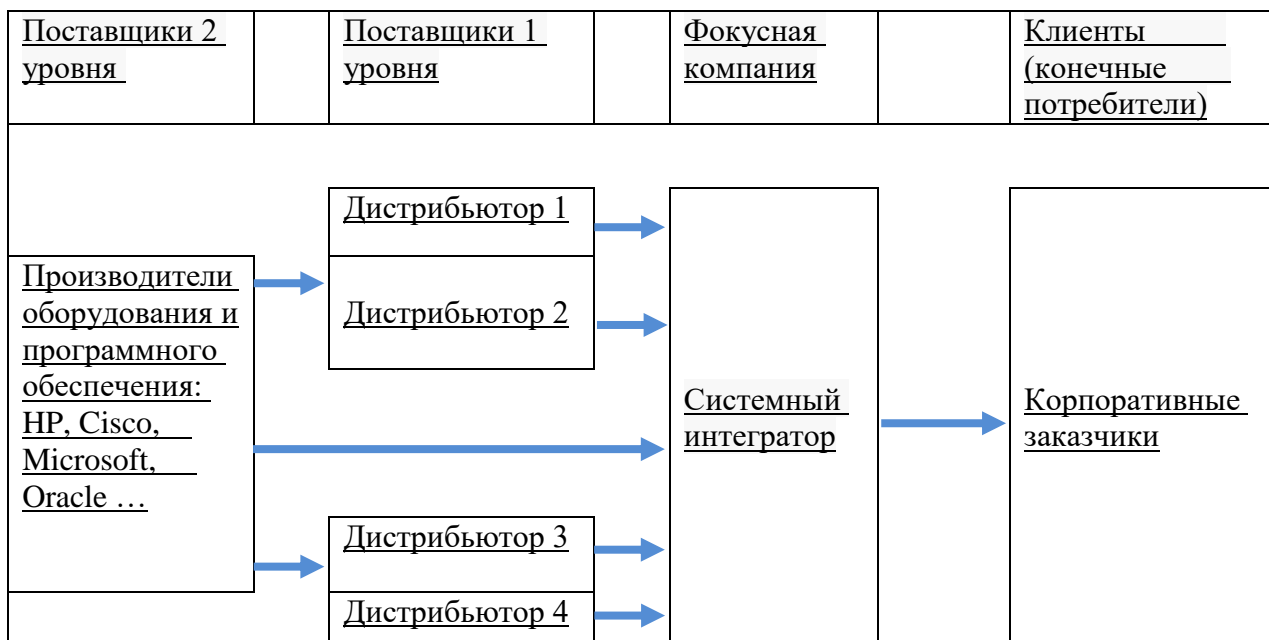 Поставщики 2
уровня
Поставщики 1
уровня
Фокусная
компания
Клиенты
(конечные
потребители)
Производители
оборудования и
программного
обеспечения:
HP, Cisco,
Microsoft,
Oracle …
Дистрибьютор 1
Дистрибьютор 2
Дистрибьютор 3
Дистрибьютор 4
Системный
интегратор
Корпоративные
заказчики